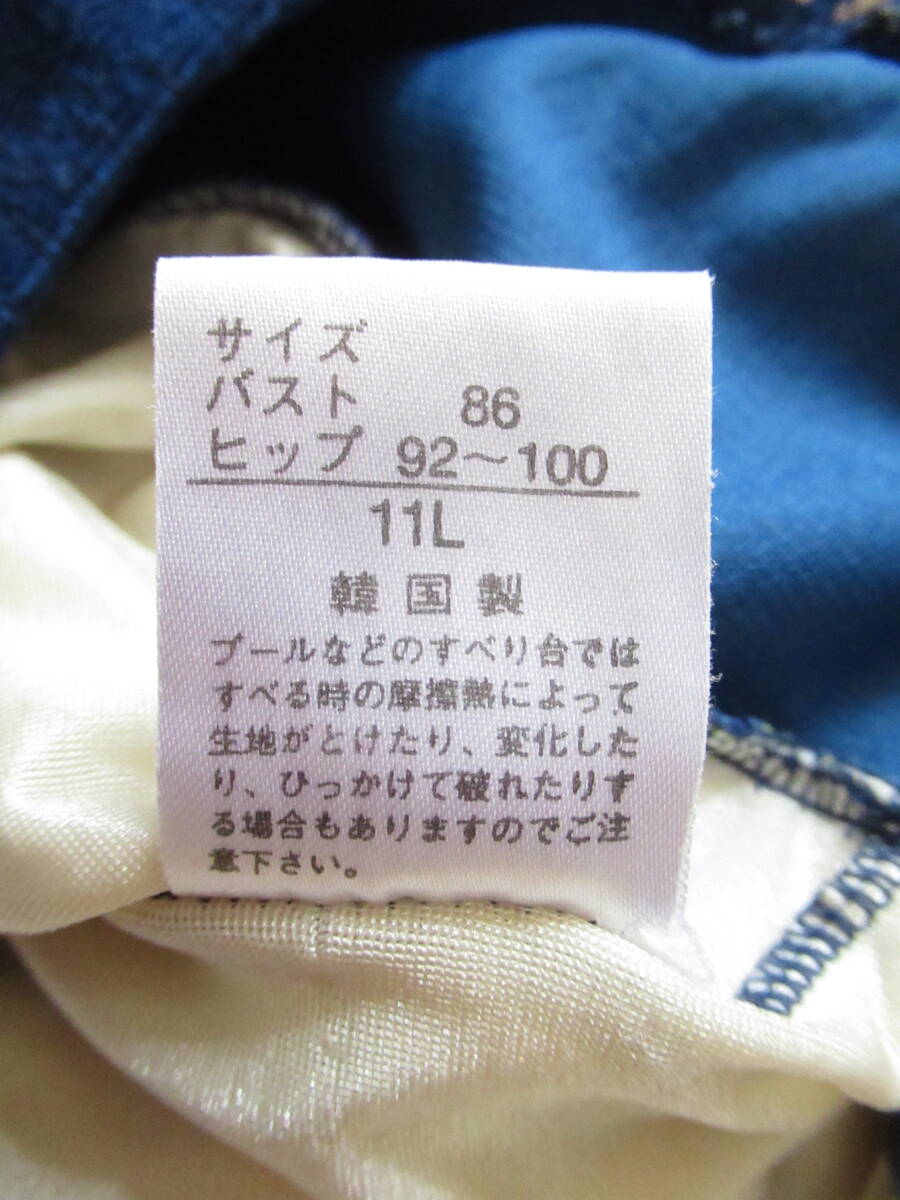 サイズ
バスト 86
ヒップ 92～100
11L
韓国製
プールなどのすべり台では
すべる時の摩擦熱によって
生地がとけたり、変化した
り、ひっかけて破れたりす
る場合もありますのでご注
意下さい。